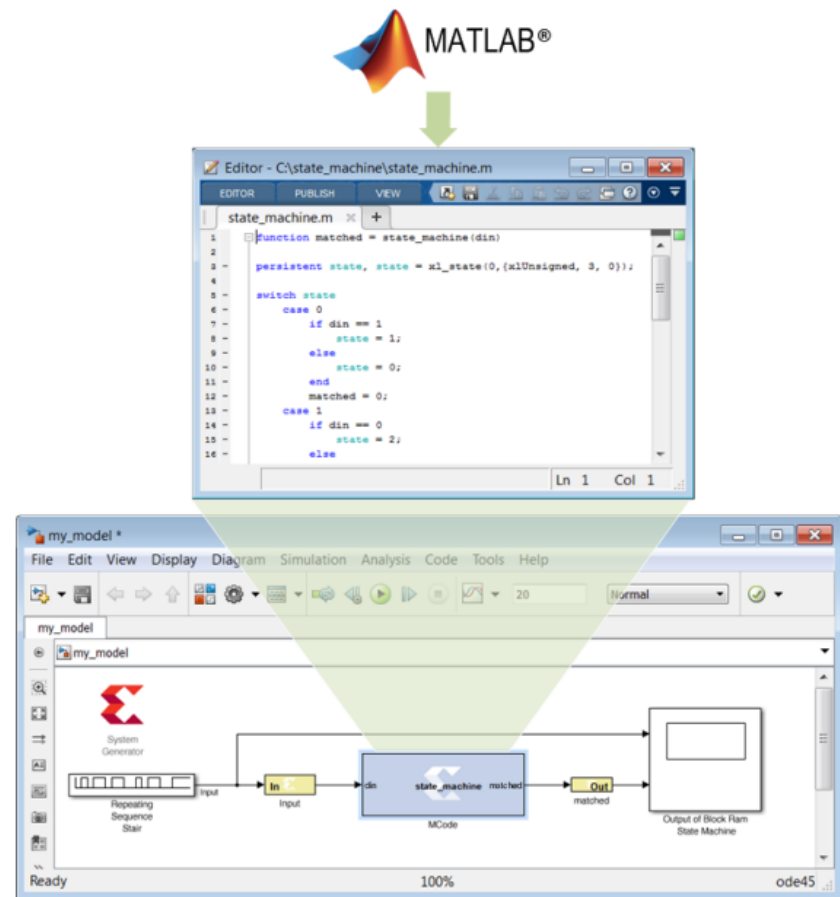 MATLAB®
Editor - C:\state_machine\state_machine.m
EDITOR PUBLISH VIEW
state_machine.m × +
1 function matched = state_machine(din)
2
3 - persistent state, state = xl_state(0,{xlUnsigned, 3, 0});
4
5 - switch state
6 - case 0
7 - if din == 1
8 - state = 1;
9 - else
10 - state = 0;
11 - end
12 - matched = 0;
13 - case 1
14 - if din == 0
15 - state = 2;
16 - else
Ln 1 Col 1
my_model *
File Edit View Display Diagram Simulation Analysis Code Tools Help
20 Normal
my_model
my_model
System
Generator
Repeating
Sequence
Stair
Input
In
Input
din state_machine matched
MCode
Out
matched
Output of Block Ram
State Machine
Ready 100% ode45